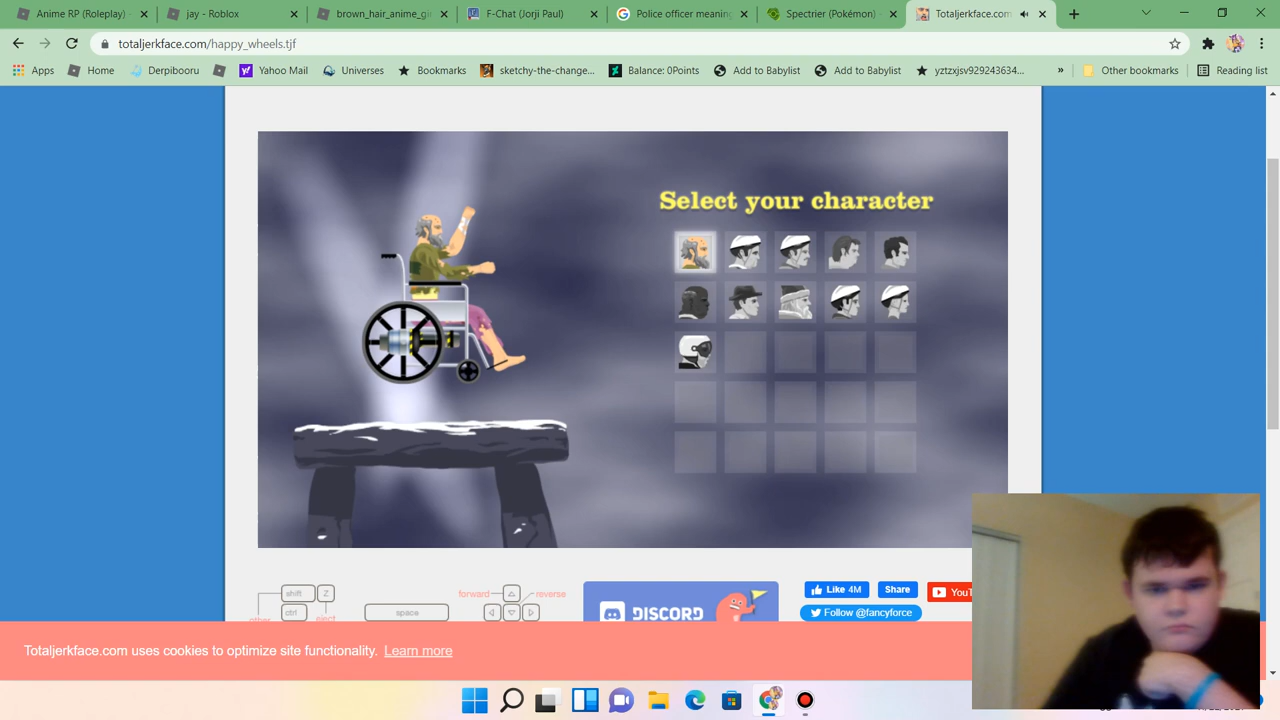 Anime RP (Roleplay) -
jay - Roblox
brown_hair_anime_gi
F-Chat (Jorji Paul)
Police officer meaning
Spectrier (Pokémon)
Totaljerkface.com
totaljerkface.com/happy_wheels.tjf
Apps
Home
Derpibooru
Yahoo Mail
Universes
Bookmarks
sketchy-the-change...
Balance: 0Points
Add to Babylist
Add to Babylist
yztzxjsv929243634...
»
Other bookmarks
Reading list
Select your character
shift
Z
ctrl
eject
other
space
forward
reverse
DISCORD
Like 4M
Share
YouT
Follow @fancyforce
Totaljerkface.com uses cookies to optimize site functionality. Learn more